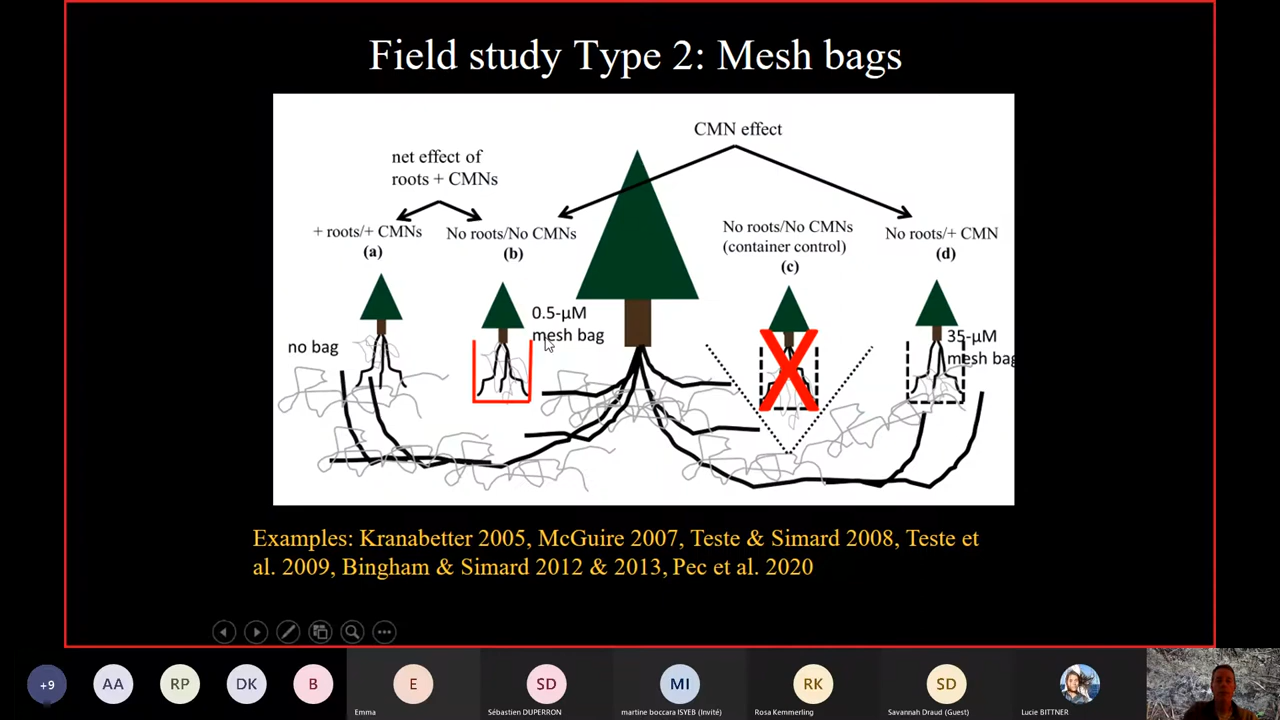 Field study Type 2: Mesh bags
CMN effect
net effect of
roots + CMNs
+ roots/+ CMNs
(a)
No roots/No CMNs
(b)
No roots/No CMNs
(container control)
(c)
No roots/+ CMN
(d)
no bag
0.5-µM
mesh bag
35-µM
mesh bag
Examples: Kranabetter 2005, McGuire 2007, Teste & Simard 2008, Teste et
al. 2009, Bingham & Simard 2012 & 2013, Pec et al. 2020
+9
AA
RP
DK
B
E
Emma
SD
Sébastien DUPERRON
MI
martine boccara ISYEB (Invité)
RK
Rosa Kemmerling
SD
Savannah Draud (Guest)
Lucie BITTNER